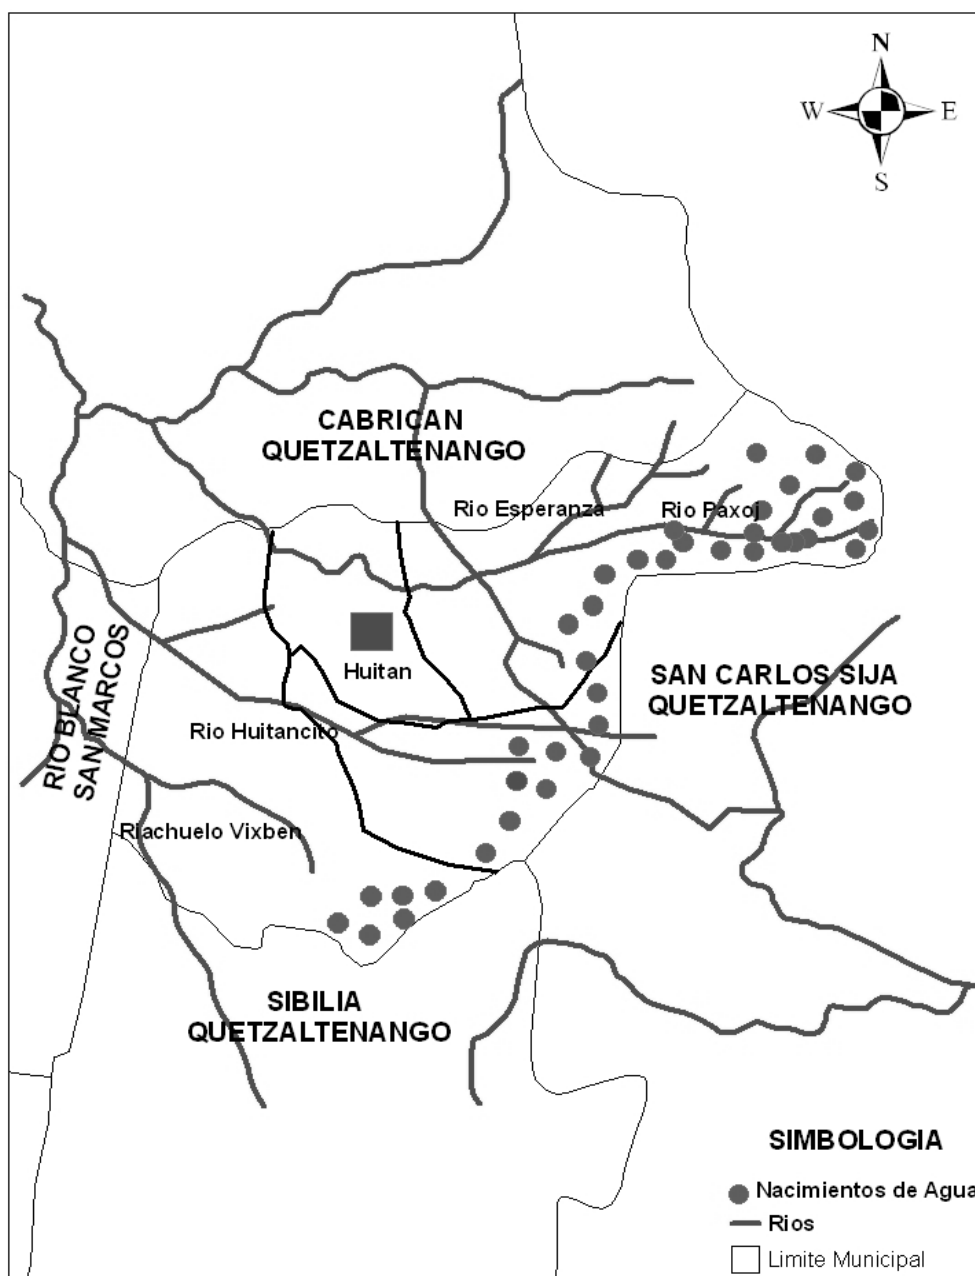 N
W E
S
CABRICAN
QUETZALTENANGO
Rio Esperanza
Rio Paxoj
RIO BLANCO
SAN MARCOS
Huitan
SAN CARLOS SIJA
QUETZALTENANGO
Rio Huitancito
Riachuelo Vixben
SIBILIA
QUETZALTENANGO
SIMBOLOGIA
Nacimientos de Agua
Rios
Limite Municipal